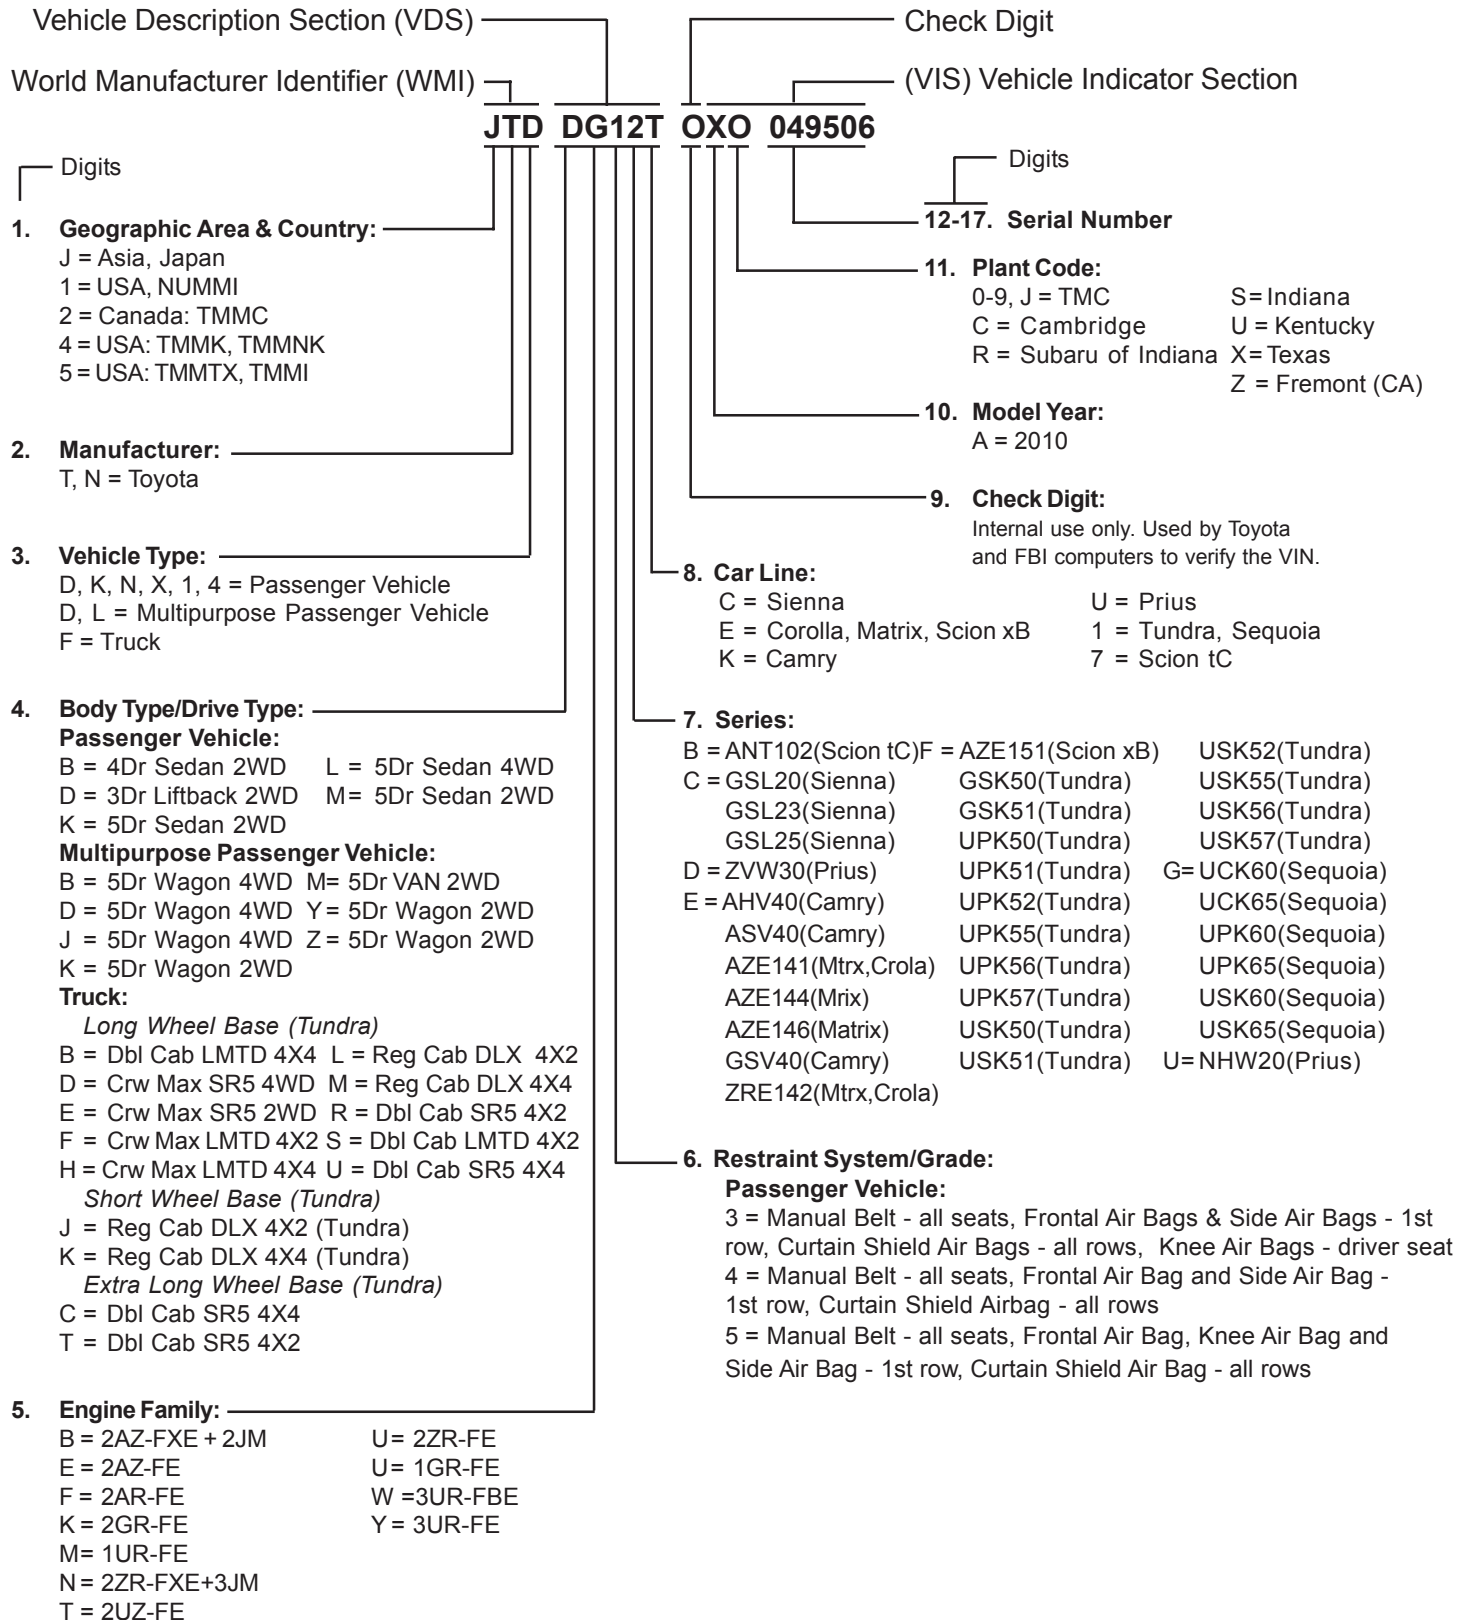 Vehicle Description Section (VDS)
Check Digit
World Manufacturer Identifier (WMI)
(VIS) Vehicle Indicator Section
JTD DG12T OXO 049506
Digits
Digits
1. Geographic Area & Country:
J = Asia, Japan
1 = USA, NUMMI
2 = Canada: TMMC
4 = USA: TMMK, TMMNK
5 = USA: TMMTX, TMMI
2. Manufacturer:
T, N = Toyota
3. Vehicle Type:
D, K, N, X, 1, 4 = Passenger Vehicle
D, L = Multipurpose Passenger Vehicle
F = Truck
4. Body Type/Drive Type:
Passenger Vehicle:
B = 4Dr Sedan 2WD L = 5Dr Sedan 4WD
D = 3Dr Liftback 2WD M= 5Dr Sedan 2WD
K = 5Dr Sedan 2WD
Multipurpose Passenger Vehicle:
B = 5Dr Wagon 4WD M= 5Dr VAN 2WD
D = 5Dr Wagon 4WD Y = 5Dr Wagon 2WD
J = 5Dr Wagon 4WD Z = 5Dr Wagon 2WD
K = 5Dr Wagon 2WD
Truck:
Long Wheel Base (Tundra)
B = Dbl Cab LMTD 4X4 L = Reg Cab DLX 4X2
D = Crw Max SR5 4WD M = Reg Cab DLX 4X4
E = Crw Max SR5 2WD R = Dbl Cab SR5 4X2
F = Crw Max LMTD 4X2 S = Dbl Cab LMTD 4X2
H = Crw Max LMTD 4X4 U = Dbl Cab SR5 4X4
Short Wheel Base (Tundra)
J = Reg Cab DLX 4X2 (Tundra)
K = Reg Cab DLX 4X4 (Tundra)
Extra Long Wheel Base (Tundra)
C = Dbl Cab SR5 4X4
T = Dbl Cab SR5 4X2
5. Engine Family:
B = 2AZ-FXE + 2JM U= 2ZR-FE
E = 2AZ-FE U= 1GR-FE
F = 2AR-FE W =3UR-FBE
K = 2GR-FE Y = 3UR-FE
M= 1UR-FE
N = 2ZR-FXE+3JM
T = 2UZ-FE
12-17. Serial Number
11. Plant Code:
0-9, J = TMC S= Indiana
C = Cambridge U = Kentucky
R = Subaru of Indiana X= Texas
Z = Fremont (CA)
10. Model Year:
A = 2010
9. Check Digit:
Internal use only. Used by Toyota
and FBI computers to verify the VIN.
8. Car Line:
C = Sienna U = Prius
E = Corolla, Matrix, Scion xB 1 = Tundra, Sequoia
K = Camry 7 = Scion tC
7. Series:
B = ANT102(Scion tC)F = AZE151(Scion xB) USK52(Tundra)
C = GSL20(Sienna) GSK50(Tundra) USK55(Tundra)
GSL23(Sienna) GSK51(Tundra) USK56(Tundra)
GSL25(Sienna) UPK50(Tundra) USK57(Tundra)
D = ZVW30(Prius) UPK51(Tundra) G= UCK60(Sequoia)
E = AHV40(Camry) UPK52(Tundra) UCK65(Sequoia)
ASV40(Camry) UPK55(Tundra) UPK60(Sequoia)
AZE141(Mtrx,Crola) UPK56(Tundra) UPK65(Sequoia)
AZE144(Mrix) UPK57(Tundra) USK60(Sequoia)
AZE146(Matrix) USK50(Tundra) USK65(Sequoia)
GSV40(Camry) USK51(Tundra) U= NHW20(Prius)
ZRE142(Mtrx,Crola)
6. Restraint System/Grade:
Passenger Vehicle:
3 = Manual Belt - all seats, Frontal Air Bags & Side Air Bags - 1st
row, Curtain Shield Air Bags - all rows, Knee Air Bags - driver seat
4 = Manual Belt - all seats, Frontal Air Bag and Side Air Bag -
1st row, Curtain Shield Airbag - all rows
5 = Manual Belt - all seats, Frontal Air Bag, Knee Air Bag and
Side Air Bag - 1st row, Curtain Shield Air Bag - all rows